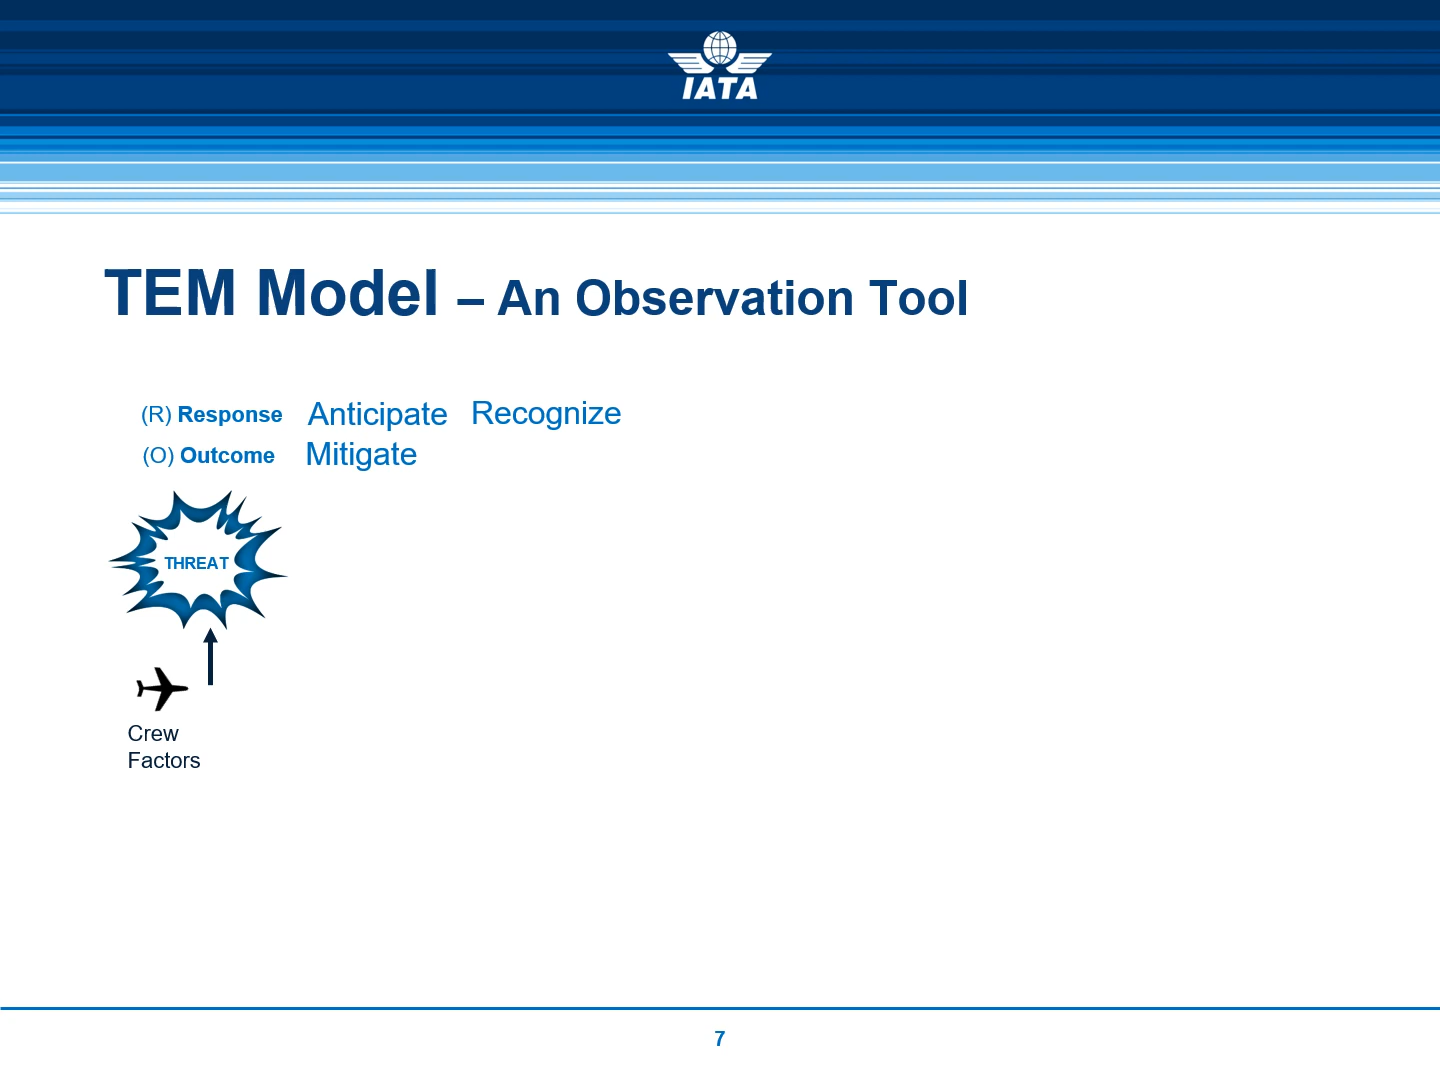 IATA
TEM Model – An Observation Tool
(R) Response Anticipate Recognize
(O) Outcome Mitigate
THREAT
Crew
Factors
7